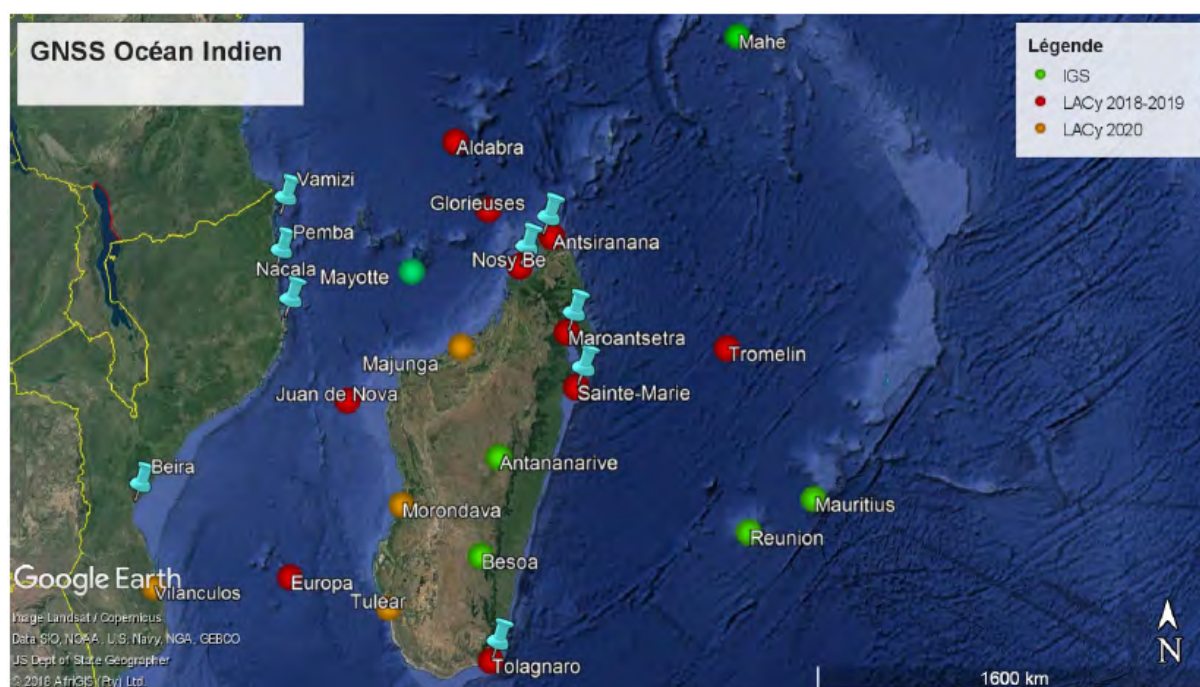 GNSS Océan Indien
Légende
IGS
LACy 2018-2019
LACy 2020
Mahe
Aldabra
Vamizi
Glorieuses
Pemba
Antsiranana
Nosy Be
Nacala
Mayotte
Maroantsetra
Tromelin
Majunga
Juan de Nova
Sainte-Marie
Beira
Antananarive
Morondava
Mauritius
Reunion
Besoa
Google Earth
Europa
Vilanculos
Tulear
Image Landsat / Copernicus
Data SIO, NOAA, U.S. Navy, NGA, GEBCO
US Dept of State Geographer
© 2018 AfriGIS (Pty) Ltd.
Tolagnaro
N
1600 km